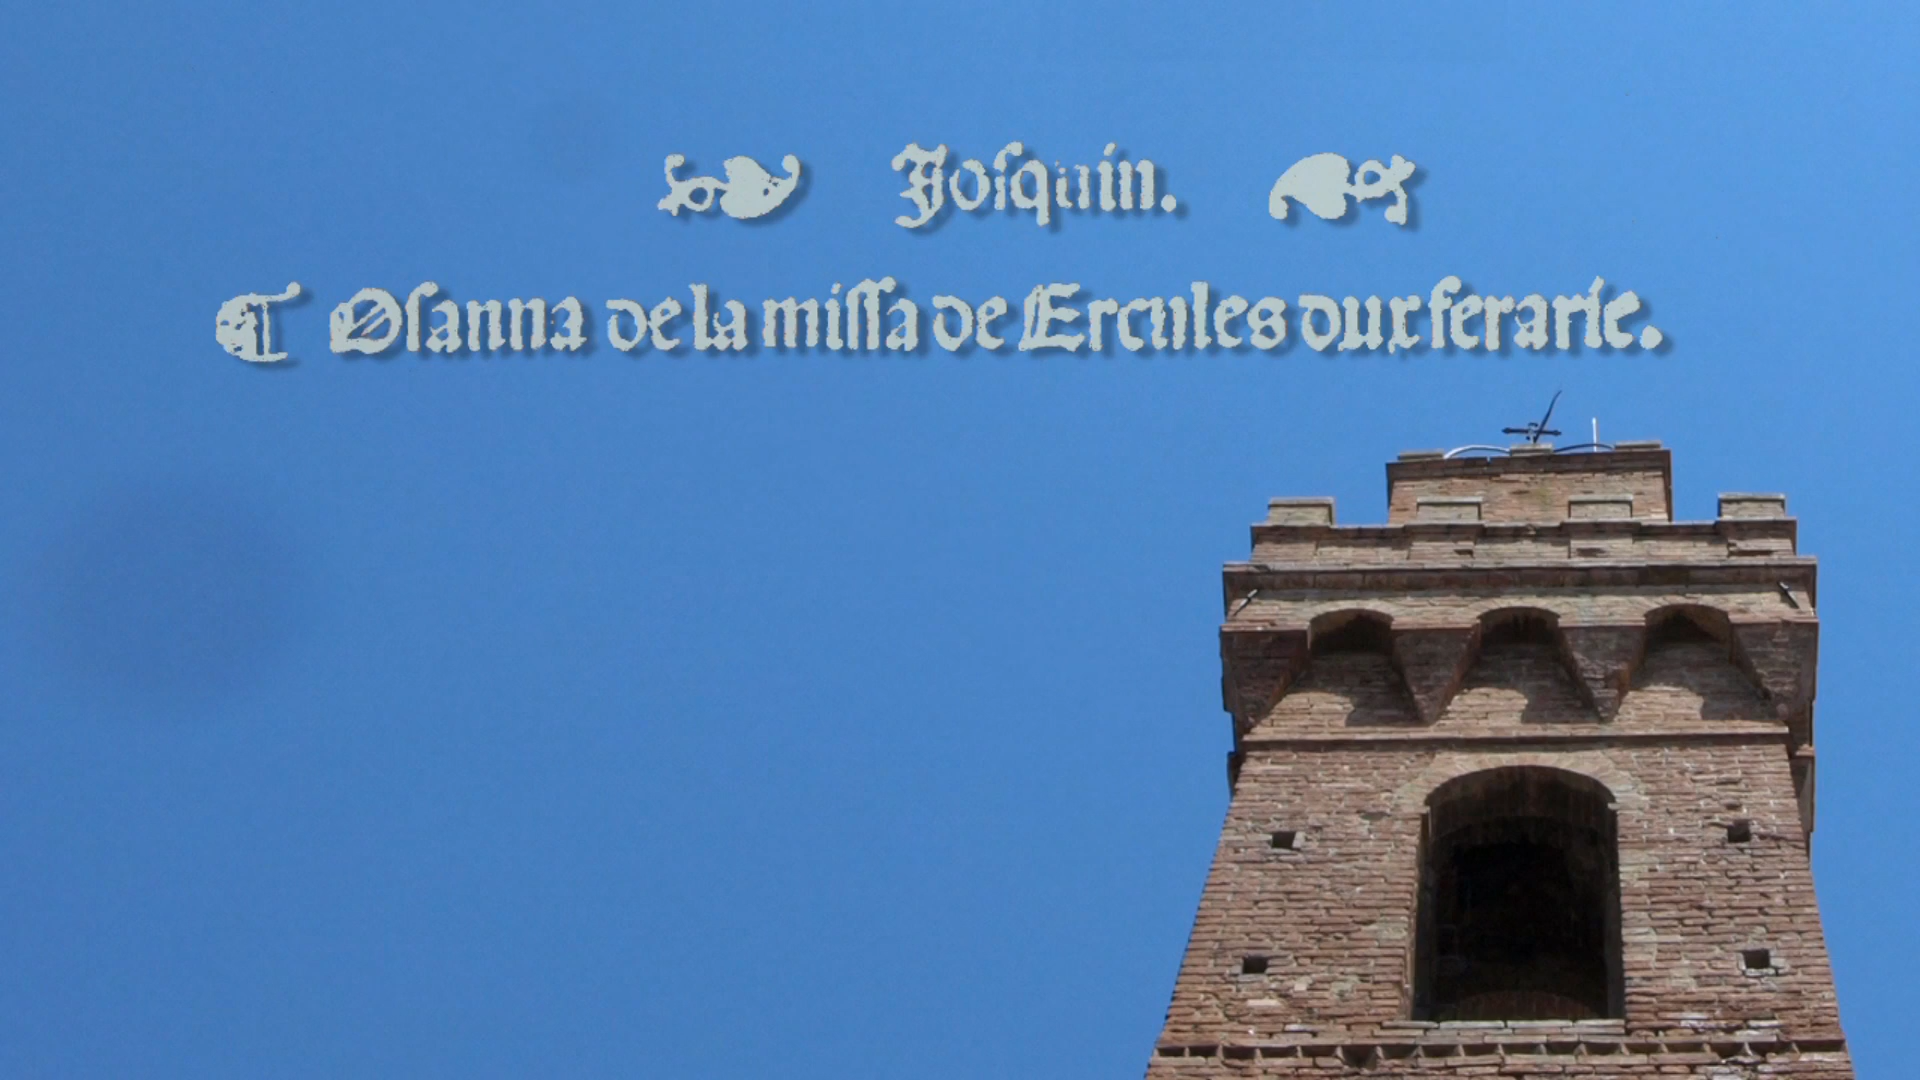 ❧ Joſquin. ☙
¶ Oſanna de la miſſa de Ercules dux ferarie.